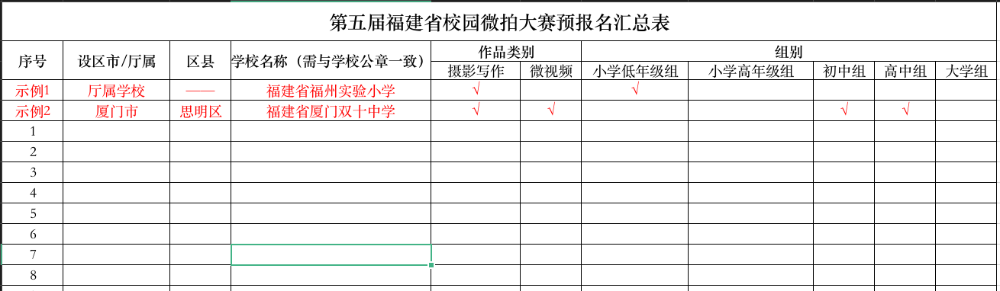 第五届福建省校园微拍大赛预报名汇总表
序号 设区市/厅属 区县 学校名称（需与学校公章一致） 作品类别 组别
摄影写作 微视频 小学低年级组 小学高年级组 初中组 高中组 大学组
示例1 厅属学校 —— 福建省福州实验小学 √ √
示例2 厦门市 思明区 福建省厦门双十中学 √ √ √ √
1
2
3
4
5
6
7
8